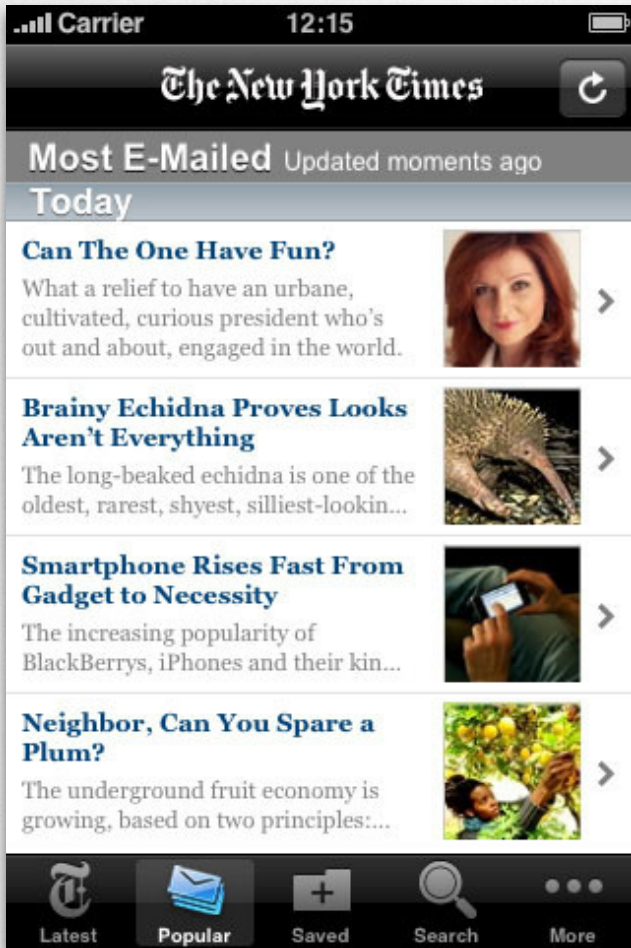 Carrier 12:15
The New York Times
Most E-Mailed Updated moments ago
Today
Can The One Have Fun?
What a relief to have an urbane,
cultivated, curious president who's
out and about, engaged in the world.
Brainy Echidna Proves Looks
Aren't Everything
The long-beaked echidna is one of the
oldest, rarest, shyest, silliest-lookin...
Smartphone Rises Fast From
Gadget to Necessity
The increasing popularity of
BlackBerrys, iPhones and their kin...
Neighbor, Can You Spare a
Plum?
The underground fruit economy is
growing, based on two principles:...
T
Latest Popular Saved Search More